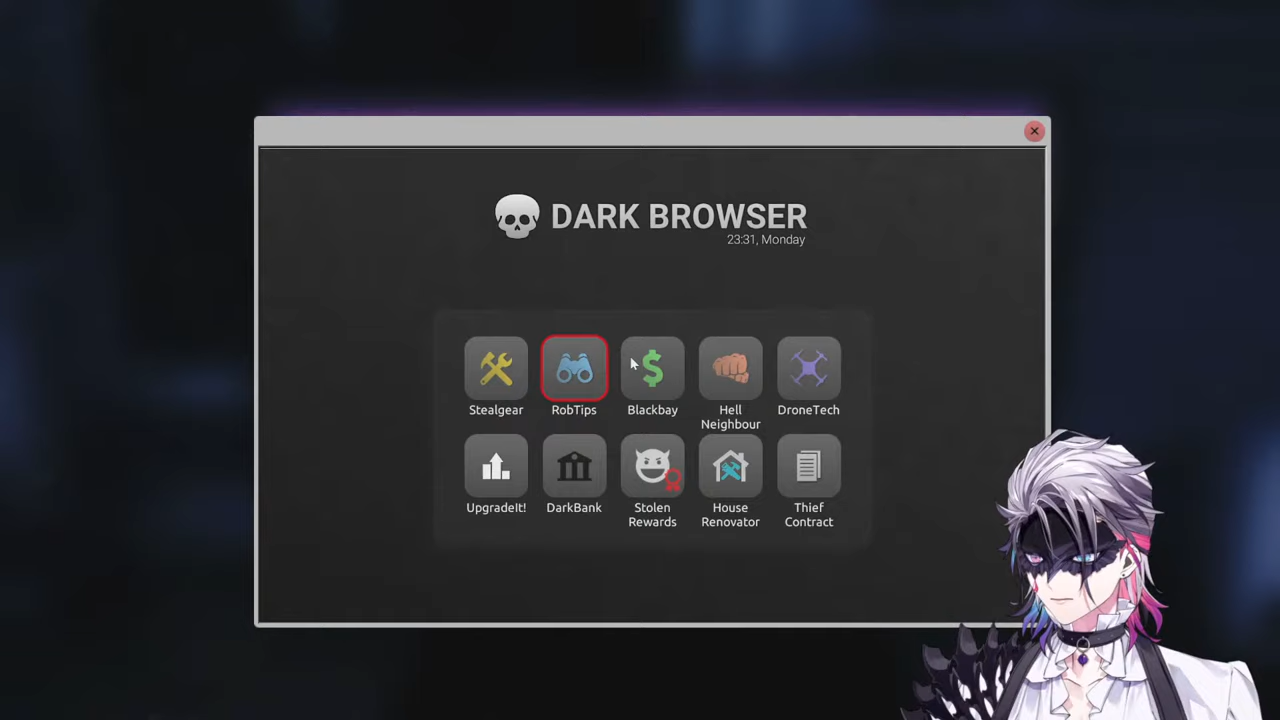 DARK BROWSER
23:31, Monday
Stealgear
RobTips
Blackbay
Hell
Neighbour
DroneTech
UpgradeIt!
DarkBank
Stolen
Rewards
House
Renovator
Thief
Contract